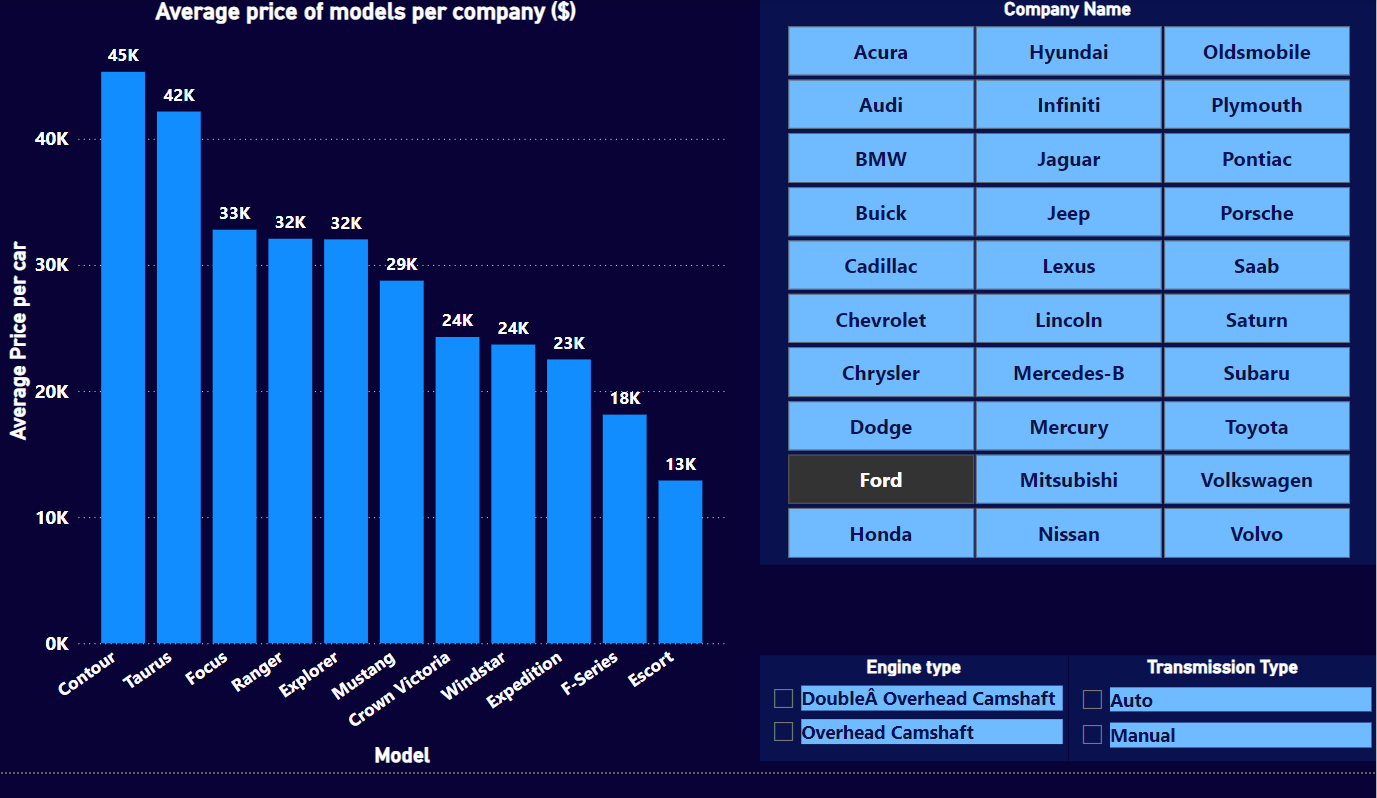 Average price of models per company ($)
Average Price per car
45K
42K
33K
32K
32K
29K
24K
24K
23K
18K
13K
40K
30K
20K
10K
0K
Contour
Taurus
Focus
Ranger
Explorer
Mustang
Crown Victoria
Windstar
Expedition
F-Series
Escort
Model
Company Name
Acura Hyundai Oldsmobile
Audi Infiniti Plymouth
BMW Jaguar Pontiac
Buick Jeep Porsche
Cadillac Lexus Saab
Chevrolet Lincoln Saturn
Chrysler Mercedes-B Subaru
Dodge Mercury Toyota
Ford Mitsubishi Volkswagen
Honda Nissan Volvo
Engine type
DoubleÂ Overhead Camshaft
Overhead Camshaft
Transmission Type
Auto
Manual